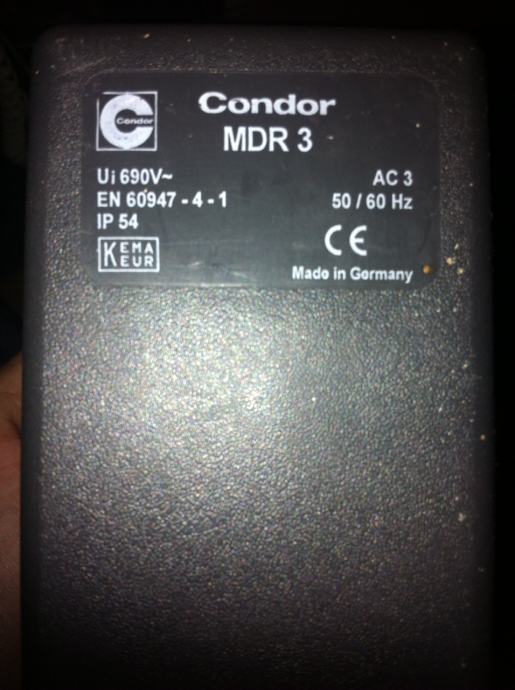 Condor
Condor
MDR 3
Ui 690V~
AC 3
EN 60947 - 4 - 1
50 / 60 Hz
IP 54
KEMA
KEUR
CE
Made in Germany